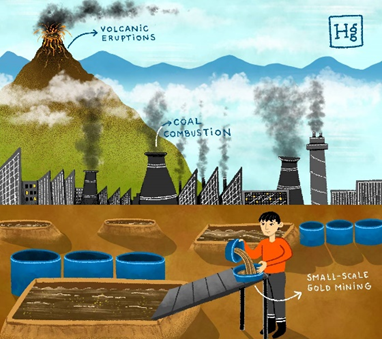 VOLCANIC
ERUPTIONS
Hg
COAL
COMBUSTION
SMALL-SCALE
GOLD MINING